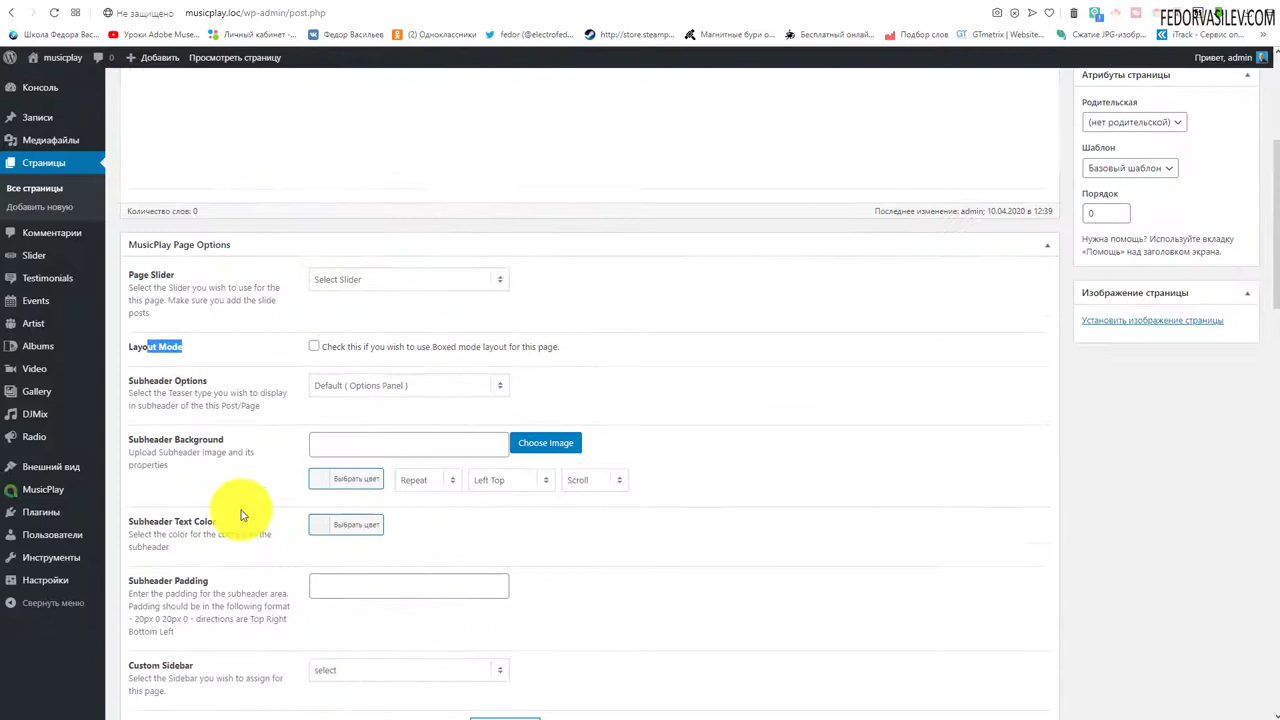 Не защищено
musicplay.loc/wp-admin/post.php
FEDORVASILEV.COM
Школа Федора Вас...
Уроки Adobe Muse...
Личный кабинет -...
Федор Васильев
(2) Одноклассники
fedor (@electrofed...
http://store.steamp...
Магнитные бури о...
Бесплатный онлай...
Подбор слов
GTmetrix | Website...
Сжатие JPG-изобр...
iTrack - Сервис оп...
musicplay
0
Добавить
Просмотреть страницу
Привет, admin
Консоль
Записи
Медиафайлы
Страницы
Все страницы
Добавить новую
Комментарии
Slider
Testimonials
Events
Artist
Albums
Video
Gallery
DJMix
Radio
Внешний вид
MusicPlay
Плагины
Пользователи
Инструменты
Настройки
Свернуть меню
Количество слов: 0
Последнее изменение: admin; 10.04.2020 в 12:39
MusicPlay Page Options
Page Slider
Select the Slider you wish to use for the
this page. Make sure you add the slide
posts
Select Slider
Layout Mode
Check this if you wish to use Boxed mode layout for this page.
Subheader Options
Select the Teaser type you wish to display
in subheader of the this Post/Page
Default ( Options Panel )
Subheader Background
Upload Subheader Image and its
properties
Choose Image
Выбрать цвет
Repeat
Left Top
Scroll
Subheader Text Color
Select the color for the
the
subheader
Выбрать цвет
Subheader Padding
Enter the padding for the subheader area.
Padding should be in the following format
- 20px 0 20px 0 - directions are Top Right
Bottom Left
Custom Sidebar
Select the Sidebar you wish to assign for
this page.
select
Атрибуты страницы
Родительская
(нет родительской)
Шаблон
Базовый шаблон
Порядок
0
Нужна помощь? Используйте вкладку
«Помощь» над заголовком экрана.
Изображение страницы
Установить изображение страницы